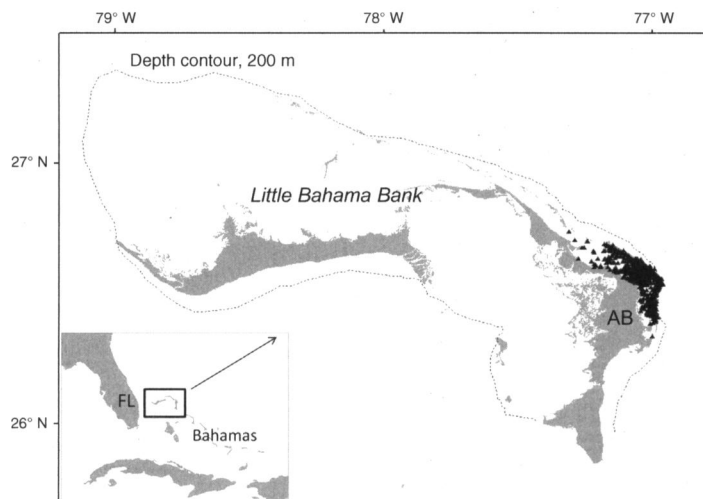 79° W
78° W
77° W
Depth contour, 200 m
27° N
Little Bahama Bank
AB
FL
26° N
Bahamas